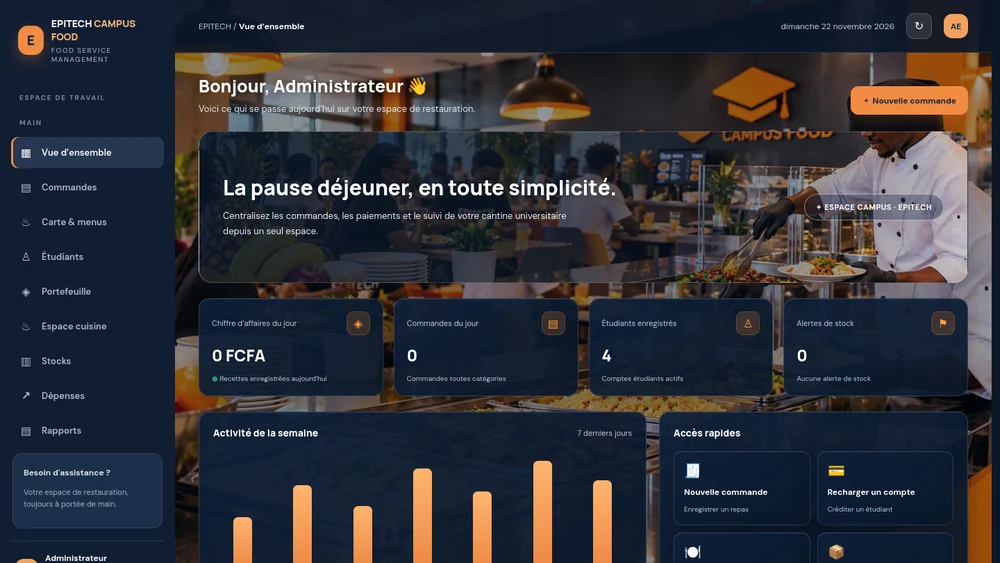 E
EPITECH CAMPUS
FOOD
FOOD SERVICE
MANAGEMENT
ESPACE DE TRAVAIL
MAIN
Vue d'ensemble
Commandes
Carte & menus
Étudiants
Portefeuille
Espace cuisine
Stocks
Dépenses
Rapports
Besoin d'assistance ?
Votre espace de restauration,
toujours à portée de main.
Administrateur
EPITECH / Vue d'ensemble
dimanche 22 novembre 2026
AE
Bonjour, Administrateur 👋
Voici ce qui se passe aujourd'hui sur votre espace de restauration.
+ Nouvelle commande
CAMPUS FOOD
La pause déjeuner, en toute simplicité.
Centralisez les commandes, les paiements et le suivi de votre cantine universitaire
depuis un seul espace.
✦ ESPACE CAMPUS · EPITECH
Chiffre d'affaires du jour
0 FCFA
Recettes enregistrées aujourd'hui
Commandes du jour
0
Commandes toutes catégories
Étudiants enregistrés
4
Comptes étudiants actifs
Alertes de stock
0
Aucune alerte de stock
Activité de la semaine
7 derniers jours
Accès rapides
Nouvelle commande
Enregistrer un repas
Recharger un compte
Créditer un étudiant